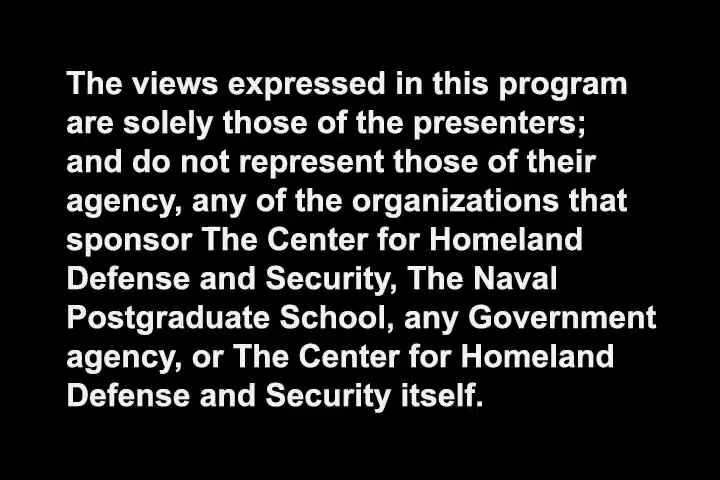 The views expressed in this program
are solely those of the presenters;
and do not represent those of their
agency, any of the organizations that
sponsor The Center for Homeland
Defense and Security, The Naval
Postgraduate School, any Government
agency, or The Center for Homeland
Defense and Security itself.